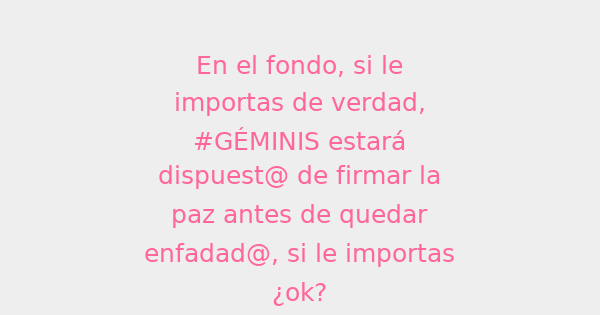 En el fondo, si le
importas de verdad,
#GÉMINIS estará
dispuest@ de firmar la
paz antes de quedar
enfadad@, si le importas
¿ok?